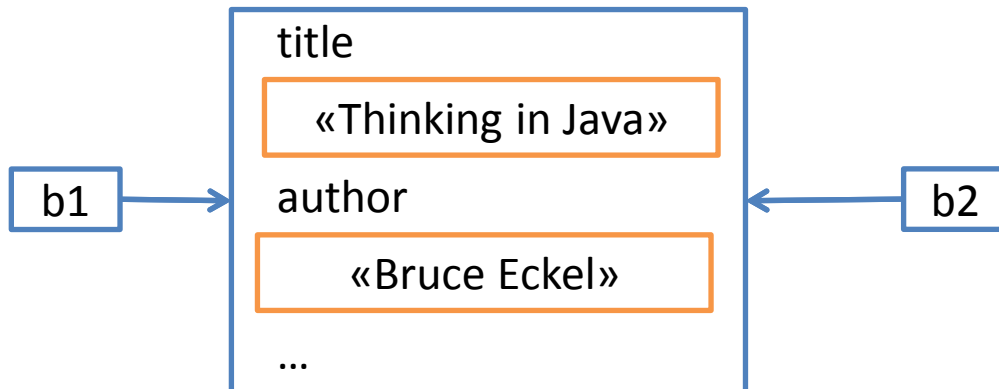 title
«Thinking in Java»
b1
author
b2
«Bruce Eckel»
...